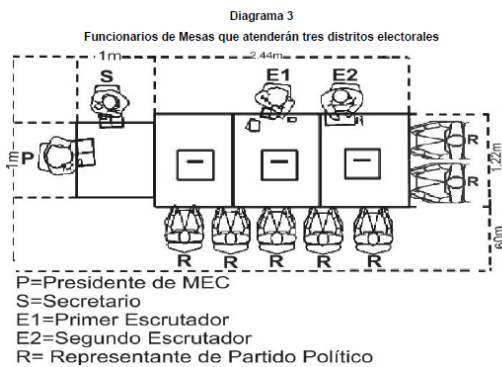 Diagrama 3
Funcionarios de Mesas que atenderán tres distritos electorales
1m
2.44m
S
E1
E2
P
1m
R
R
1.22m
R
R
R
R
R
.60m
P=Presidente de MEC
S=Secretario
E1=Primer Escrutador
E2=Segundo Escrutador
R= Representante de Partido Político